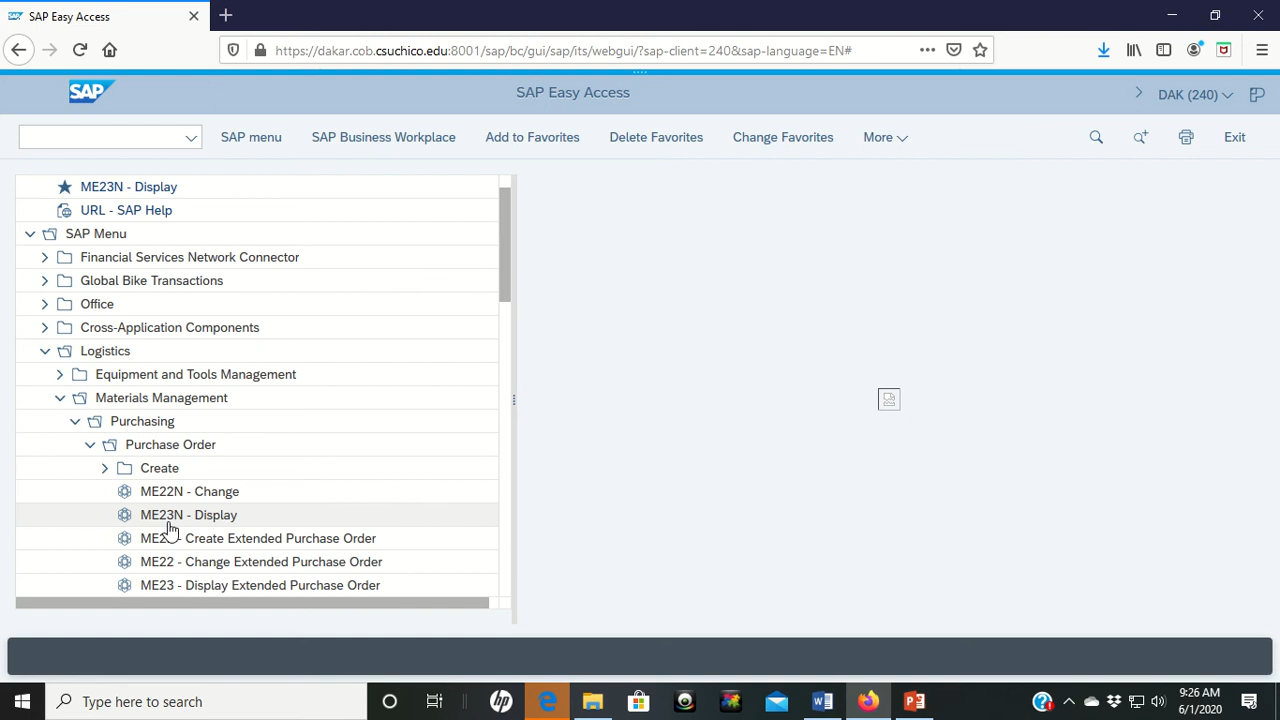 SAP Easy Access
https://dakar.cob.csuchico.edu:8001/sap/bc/gui/sap/its/webgui/?sap-client=240&sap-language=EN#
SAP
SAP Easy Access
DAK (240)
SAP menu
SAP Business Workplace
Add to Favorites
Delete Favorites
Change Favorites
More
Exit
ME23N - Display
URL - SAP Help
SAP Menu
Financial Services Network Connector
Global Bike Transactions
Office
Cross-Application Components
Logistics
Equipment and Tools Management
Materials Management
Purchasing
Purchase Order
Create
ME22N - Change
ME23N - Display
- Create Extended Purchase Order
ME22 - Change Extended Purchase Order
ME23 - Display Extended Purchase Order
Type here to search
9:26 AM
6/1/2020